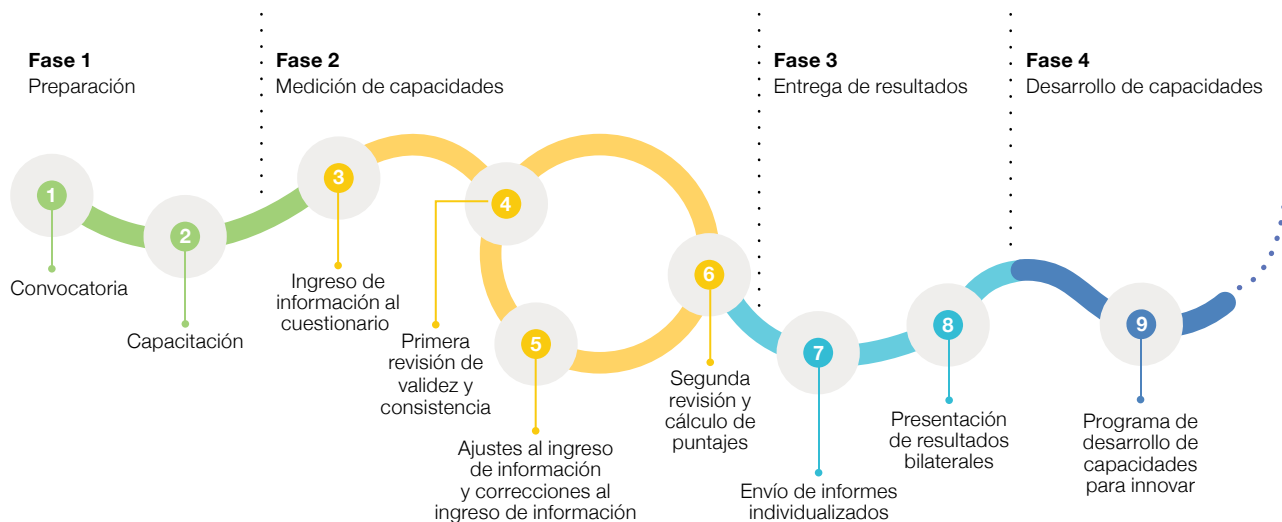 Fase 1
Preparación
Fase 2
Medición de capacidades
Fase 3
Entrega de resultados
Fase 4
Desarrollo de capacidades
1
Convocatoria
2
Capacitación
3
Ingreso de
información al
cuestionario
4
Primera
revisión de
validez y
consistencia
5
Ajustes al ingreso
de información
y correcciones al
ingreso de información
6
Segunda
revisión y
cálculo de
puntajes
7
Envío de informes
individualizados
8
Presentación
de resultados
bilaterales
9
Programa de
desarrollo de
capacidades
para innovar